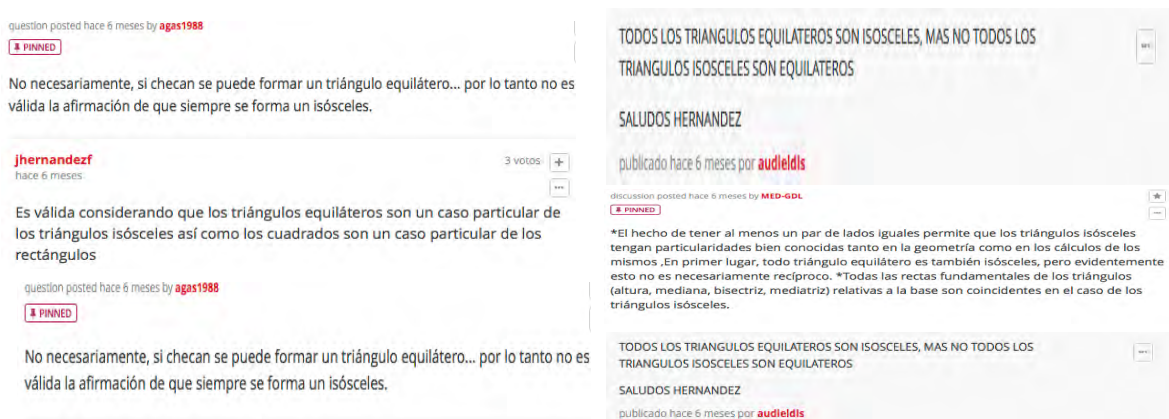 question posted hace 6 meses by agas1988
PINNED
No necesariamente, si checan se puede formar un triángulo equilátero... por lo tanto no es
válida la afirmación de que siempre se forma un isósceles.
jhernandezf
3 votos
+
hace 6 meses
...
Es válida considerando que los triángulos equiláteros son un caso particular de
los triángulos isósceles así como los cuadrados son un caso particular de los
rectángulos
question posted hace 6 meses by agas1988
PINNED
No necesariamente, si checan se puede formar un triángulo equilátero... por lo tanto no es
válida la afirmación de que siempre se forma un isósceles.
TODOS LOS TRIANGULOS EQUILATEROS SON ISOSCELES, MAS NO TODOS LOS
TRIANGULOS ISOSCELES SON EQUILATEROS
SALUDOS HERNANDEZ
publicado hace 6 meses por audieldls
discussion posted hace 6 meses by MED-GDL
PINNED
*El hecho de tener al menos un par de lados iguales permite que los triángulos isósceles
tengan particularidades bien conocidas tanto en la geometría como en los cálculos de los
mismos ,En primer lugar, todo triángulo equilátero es también isósceles, pero evidentemente
esto no es necesariamente recíproco. *Todas las rectas fundamentales de los triángulos
(altura, mediana, bisectriz, mediatriz) relativas a la base son coincidentes en el caso de los
triángulos isósceles.
TODOS LOS TRIANGULOS EQUILATEROS SON ISOSCELES, MAS NO TODOS LOS
TRIANGULOS ISOSCELES SON EQUILATEROS
SALUDOS HERNANDEZ
publicado hace 6 meses por audieldls